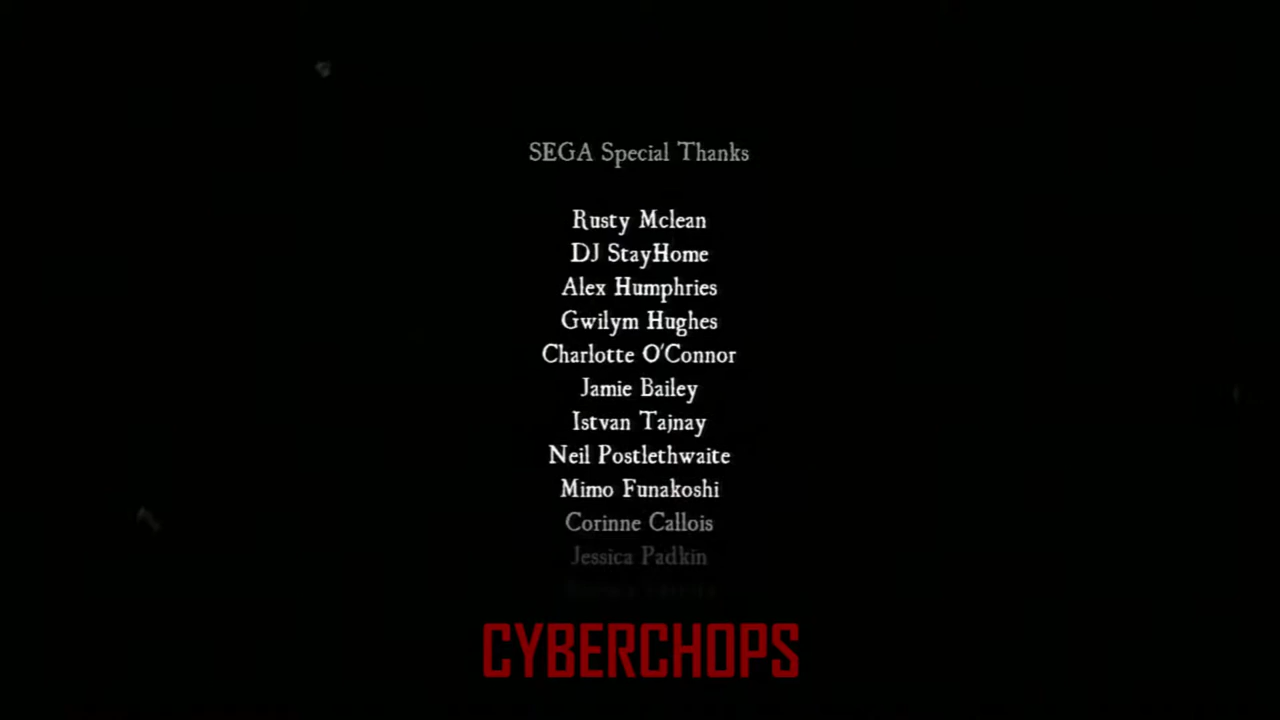 SEGA Special Thanks
Rusty Mclean
DJ StayHome
Alex Humphries
Gwilym Hughes
Charlotte O'Connor
Jamie Bailey
Istvan Tajnay
Neil Postlethwaite
Mimo Funakoshi
Corinne Callois
Jessica Padkin
CYBERCHOPS